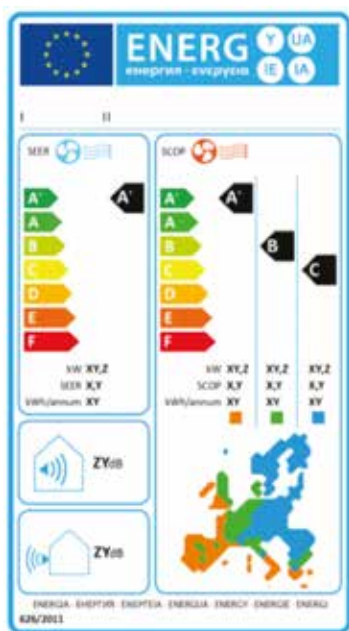 ENERG Y UA
енергия · ενεργεια IE IA
I II
SEER SCOP
A⁺ A⁺ A⁺ A⁺
A A
B B B
C C C
D D
E E
F F
kW XY,Z kW XY,Z XY,Z XY,Z
SEER X,Y SCOP X,Y X,Y X,Y
kWh/annum XY kWh/annum XY XY XY
ZYdB
ZYdB
ENERGIA · ЕНЕРГИЯ · ΕΝΕΡΓΕΙΑ · ENERGIJA · ENERGY · ENERGIE · ENERGI
626/2011